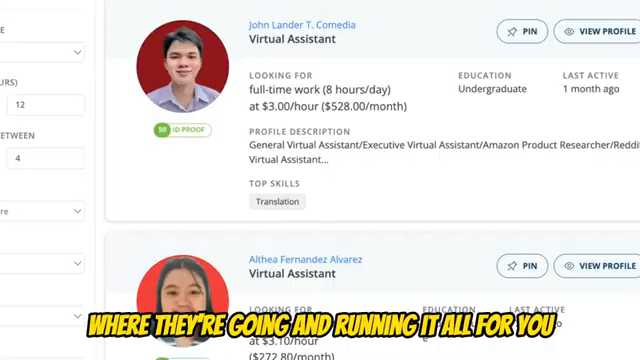 E
URS)
12
BETWEEN
4
re
John Lander T. Comedia
Virtual Assistant
PIN
VIEW PROFILE
LOOKING FOR
full-time work (8 hours/day)
at $3.00/hour ($528.00/month)
EDUCATION
Undergraduate
LAST ACTIVE
1 month ago
50 ID PROOF
PROFILE DESCRIPTION
General Virtual Assistant/Executive Virtual Assistant/Amazon Product Researcher/Reddi
Virtual Assistant...
TOP SKILLS
Translation
Althea Fernandez Alvarez
Virtual Assistant
PIN
VIEW PROFILE
LOOKING FOR
WHERE THEY'RE GOING AND RUNNING IT ALL FOR YOU
at $3.10/hour
($272.80/month)